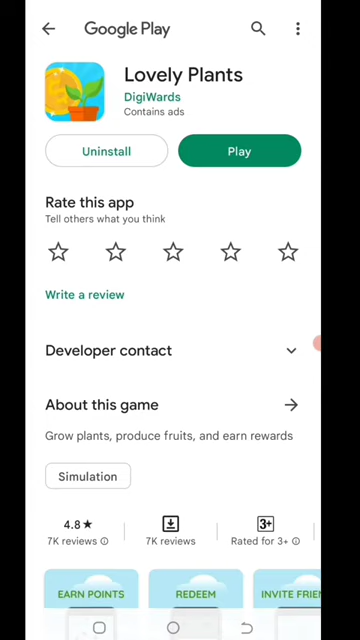 Google Play
Lovely Plants
DigiWards
Contains ads
Uninstall
Play
Rate this app
Tell others what you think
Write a review
Developer contact
About this game
Grow plants, produce fruits, and earn rewards
Simulation
4.8★
7K reviews
7K reviews
3+
Rated for 3+
EARN POINTS
REDEEM
INVITE FRIEN